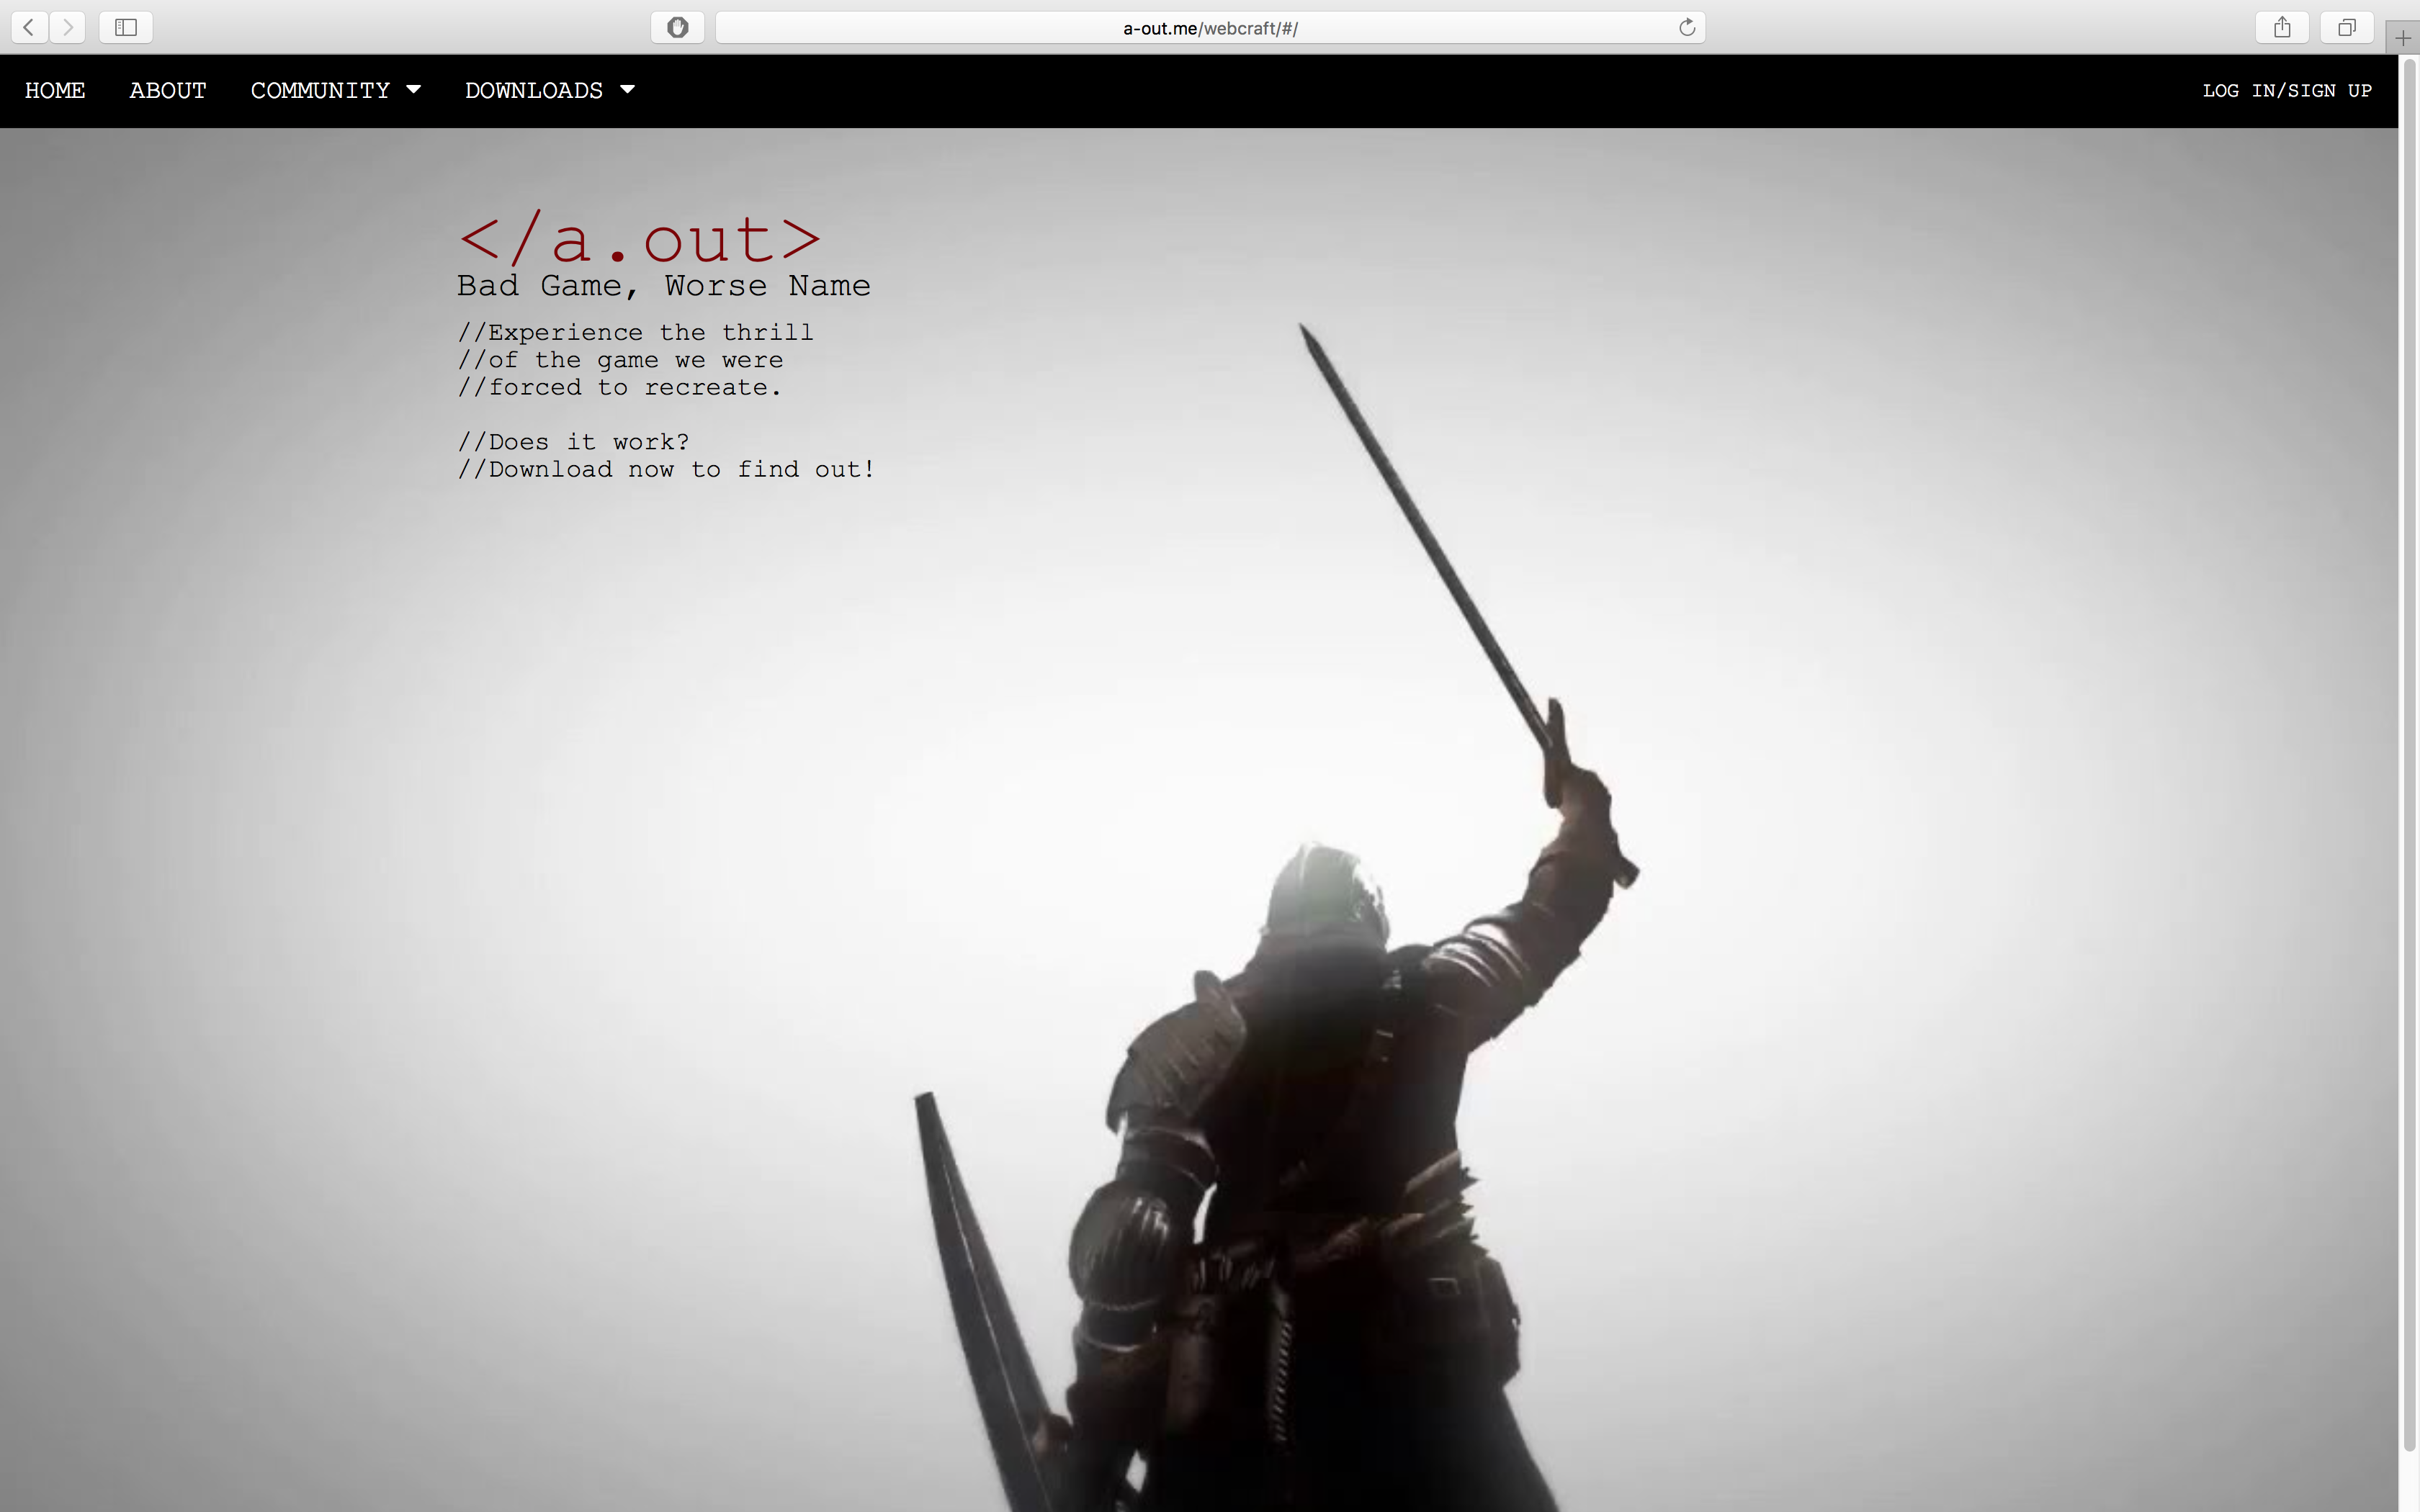 a-out.me/webcraft/#/
HOME ABOUT COMMUNITY DOWNLOADS LOG IN/SIGN UP
</a.out>
Bad Game, Worse Name
//Experience the thrill
//of the game we were
//forced to recreate.
//Does it work?
//Download now to find out!